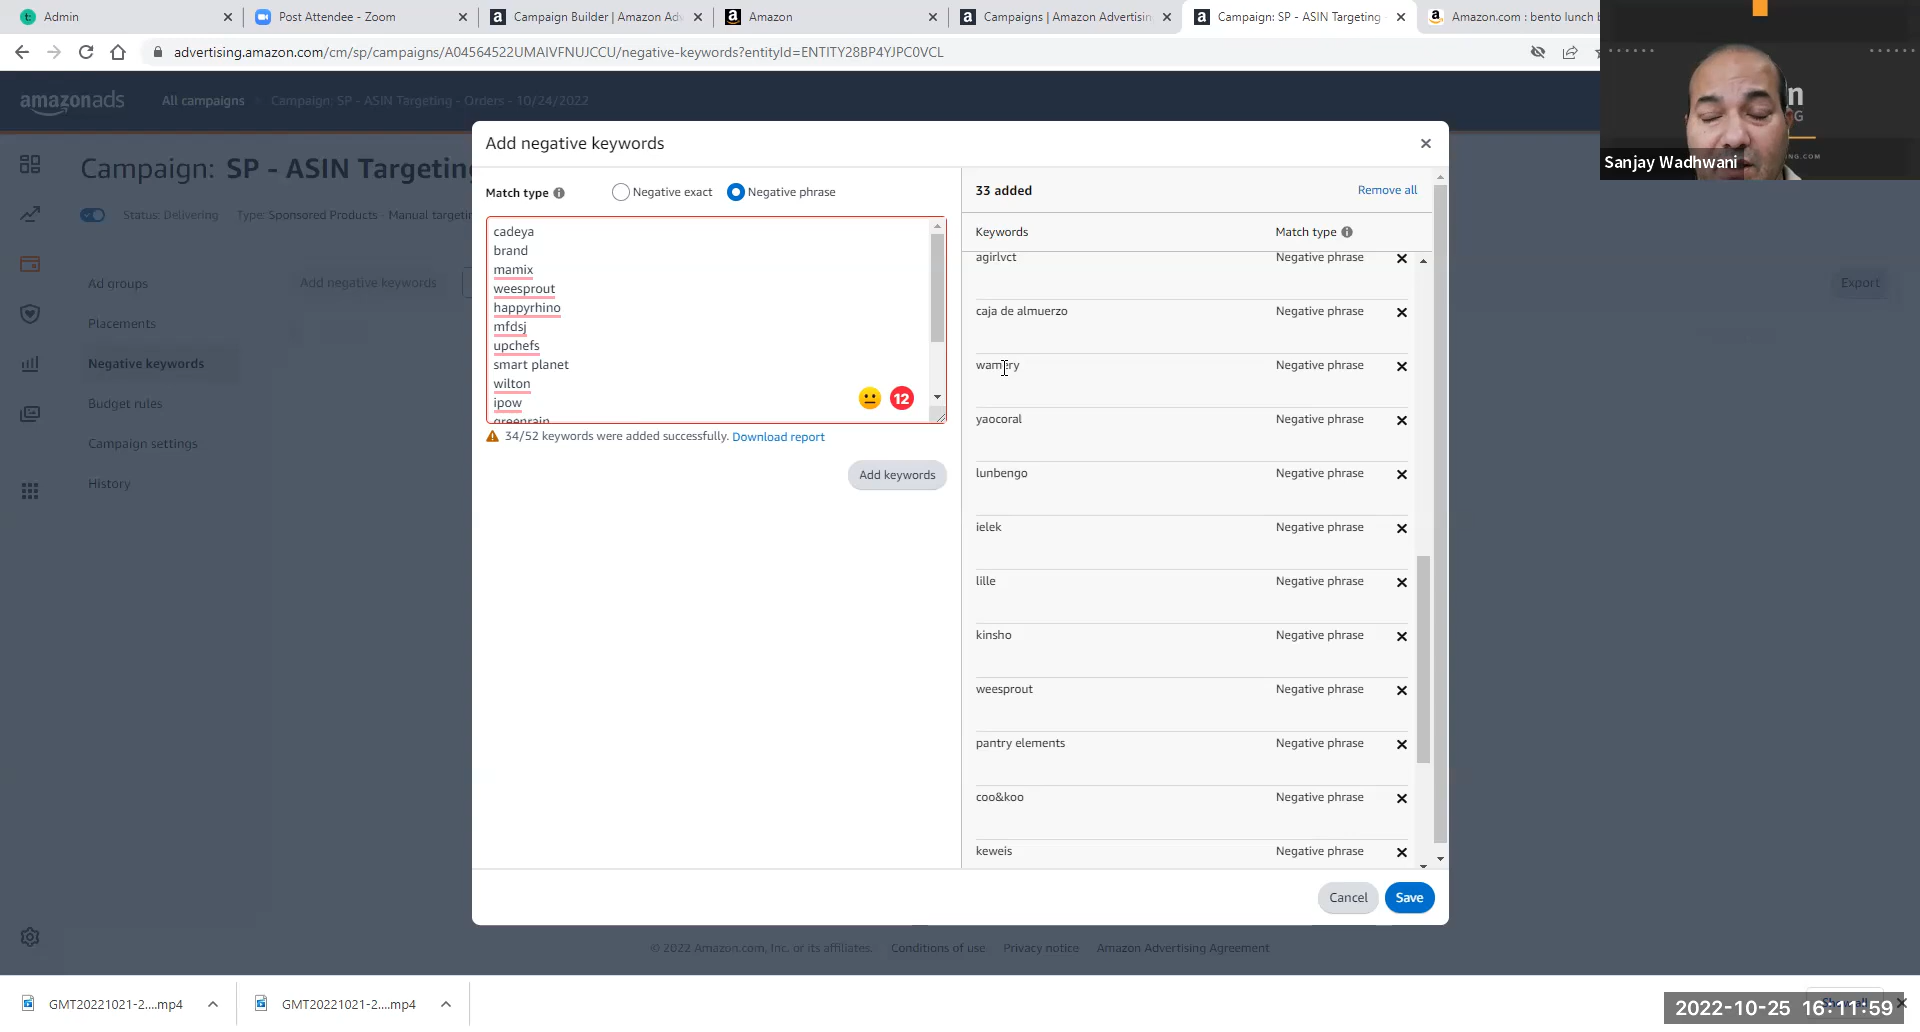 Admin
Post Attendee - Zoom
Campaign Builder | Amazon Adv
Amazon
Campaigns | Amazon Advertisin
Campaign: SP - ASIN Targeting
Amazon.com : bento lunch b
advertising.amazon.com/cm/sp/campaigns/A04564522UMAIVFNUJCCU/negative-keywords?entityId=ENTITY28BP4YJPC0VCL
Sanjay Wadhwani
amazonads
All campaigns
Campaign: SP - ASIN Targeting - Orders - 10/24/2022
Campaign: SP - ASIN Targeting
Status: Delivering
Type: Sponsored Products - Manual targeti
Ad groups
Placements
Negative keywords
Budget rules
Campaign settings
History
Add negative keywords
Export
Add negative keywords
Match type
Negative exact
Negative phrase
cadeya
brand
mamix
weesprout
happyrhino
mfdsj
upchefs
smart planet
wilton
ipow
greenrain
12
34/52 keywords were added successfully. Download report
Add keywords
33 added
Remove all
Keywords
Match type
agirlvct Negative phrase
caja de almuerzo Negative phrase
wamery Negative phrase
yaocoral Negative phrase
lunbengo Negative phrase
ielek Negative phrase
lille Negative phrase
kinsho Negative phrase
weesprout Negative phrase
pantry elements Negative phrase
coo&koo Negative phrase
keweis Negative phrase
Cancel
Save
© 2022 Amazon.com, Inc. or its affiliates.
Conditions of use
Privacy notice
Amazon Advertising Agreement
GMT20221021-2....mp4
GMT20221021-2....mp4
2022-10-25 16:11:59